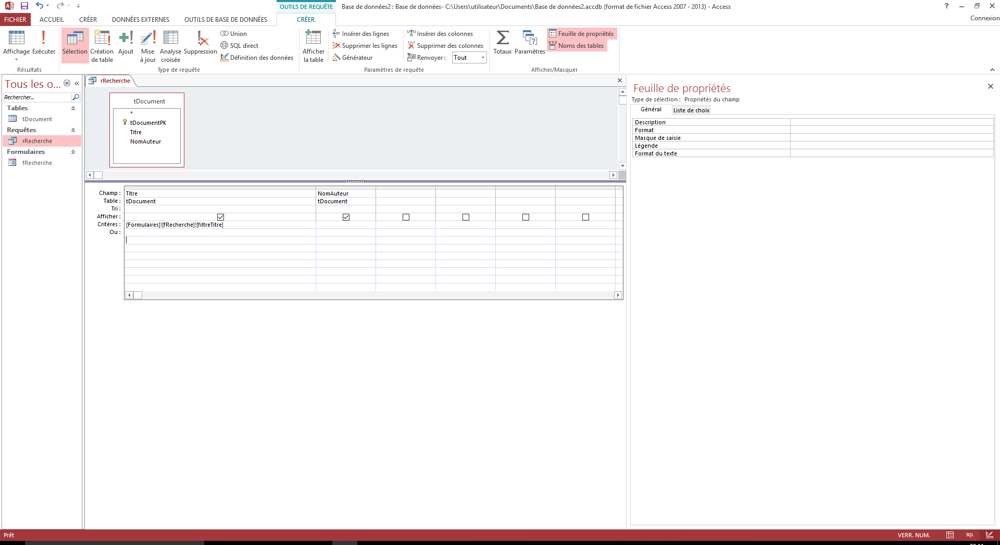 OUTILS DE REQUÊTE
Base de données2 : Base de données- C:\Users\utilisateur\Documents\Base de données2.accdb (format de fichier Access 2007 - 2013) - Access
?
FICHIER
ACCUEIL
CRÉER
DONNÉES EXTERNES
OUTILS DE BASE DE DONNÉES
CRÉER
Connexion
Affichage
Exécuter
Résultats
Sélection
Création de table
Ajout
Mise à jour
Analyse croisée
Suppression
Union
SQL direct
Définition des données
Type de requête
Afficher la table
Insérer des lignes
Supprimer les lignes
Générateur
Insérer des colonnes
Supprimer des colonnes
Renvoyer : Tout
Paramètres de requête
Totaux
Paramètres
Feuille de propriétés
Noms des tables
Afficher/Masquer
Tous les o...
Rechercher...
Tables
tDocument
Requêtes
rRecherche
Formulaires
fRecherche
rRecherche
tDocument
*
tDocumentPK
Titre
NomAuteur
Champ : Titre NomAuteur
Table : tDocument tDocument
Tri :
Afficher :
Critères : [Formulaires]![fRecherche]![filtreTitre]
Ou :
Feuille de propriétés
Type de sélection : Propriétés du champ
Général
Liste de choix
Description
Format
Masque de saisie
Légende
Format du texte
Prêt
VERR. NUM.
SQL